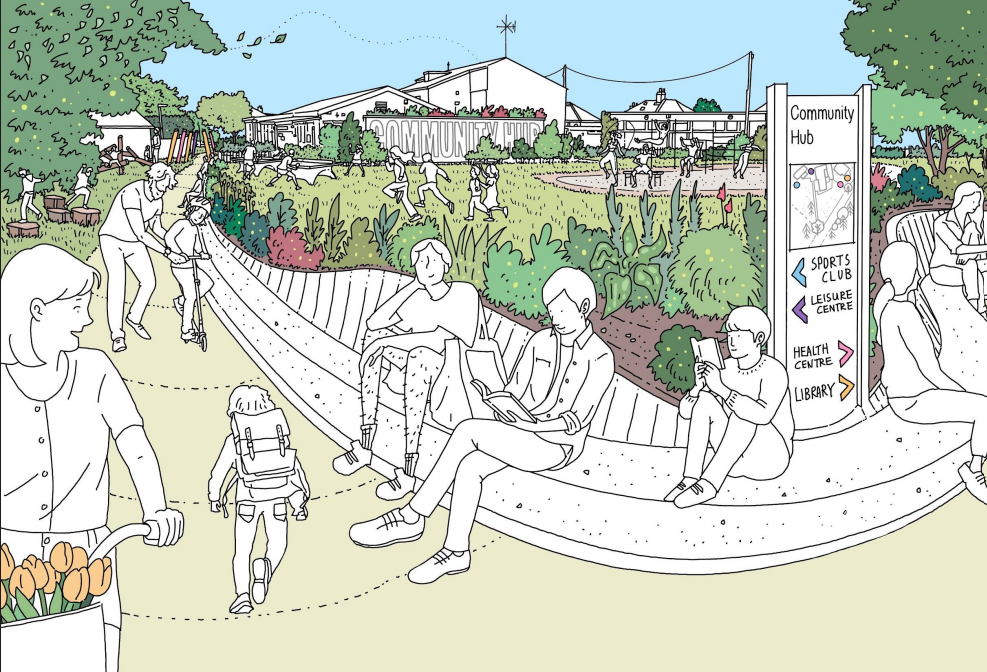 COMMUNITY HUB
Community
Hub
SPORTS
CLUB
LEISURE
CENTRE
HEALTH
CENTRE
LIBRARY